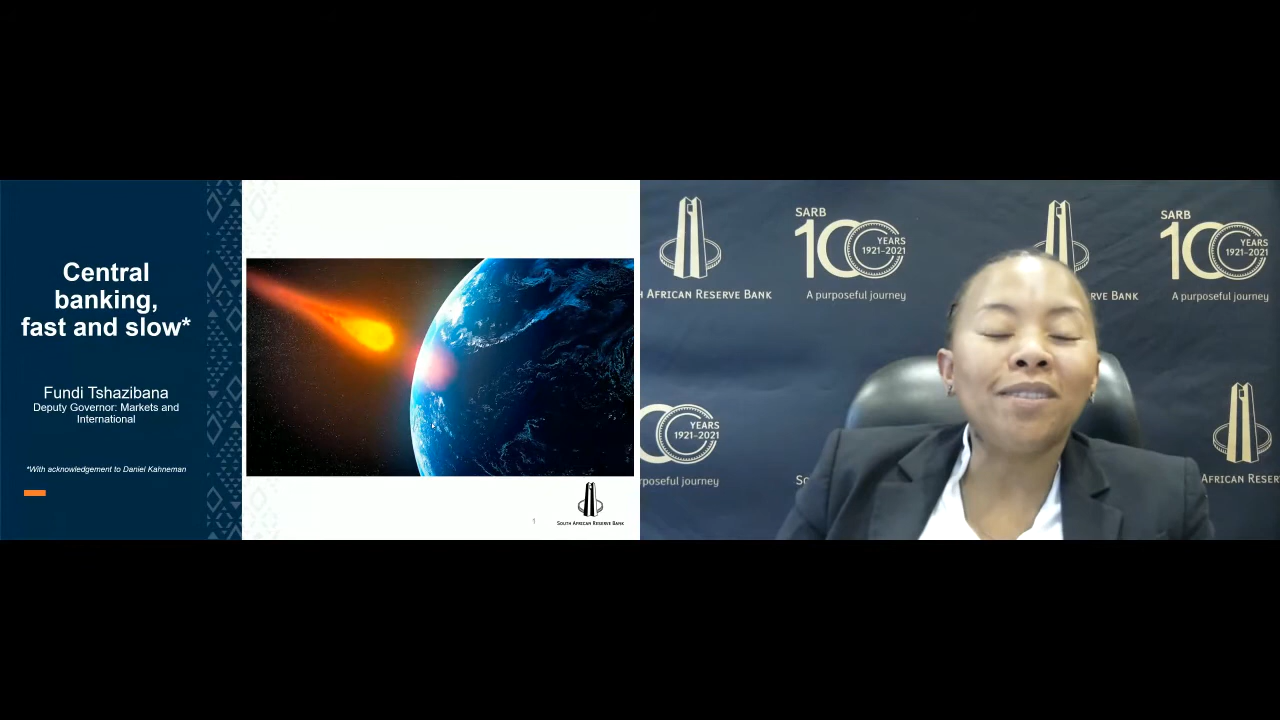 Central
banking,
fast and slow*
Fundi Tshazibana
Deputy Governor: Markets and
International
*With acknowledgement to Daniel Kahneman
1
SOUTH AFRICAN RESERVE BANK
SARB
100
YEARS
1921-2021
A purposeful journey
H AFRICAN RESERVE BANK
SARB
100
YEARS
1921-2021
A purposeful journey
RVE BANK
YEARS
1921-2021
poseful journey
So
AFRICAN RESER